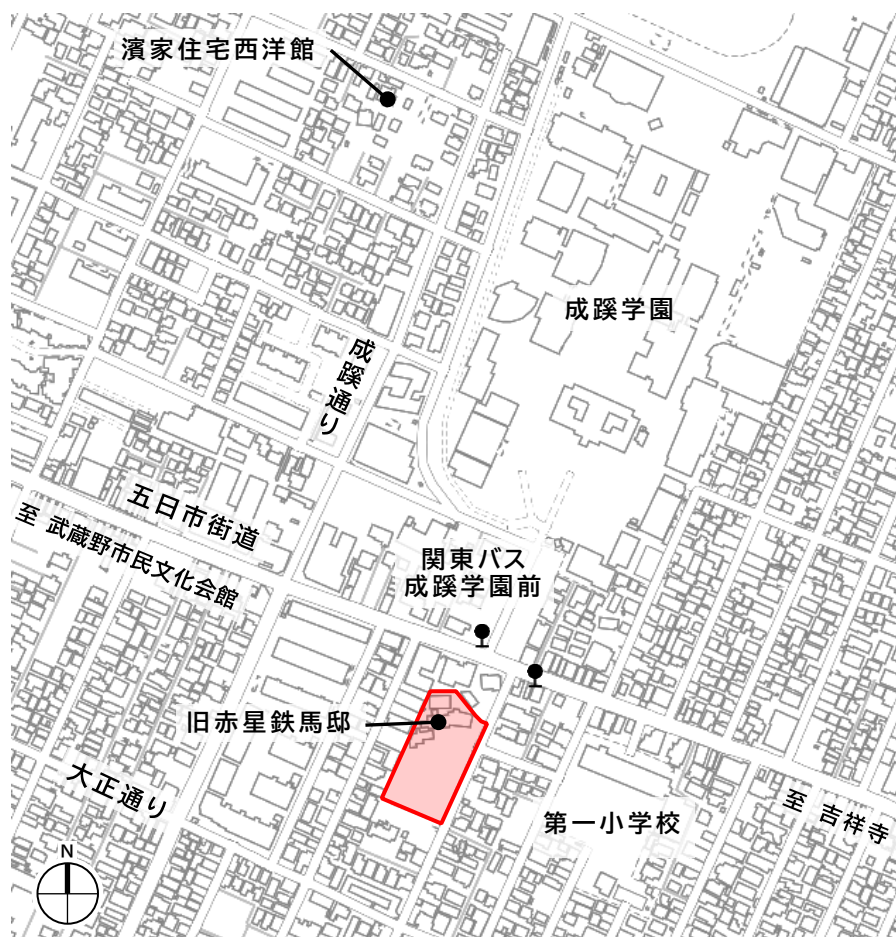 濱家住宅西洋館
成蹊学園
成蹊通り
五日市街道
至 武蔵野市民文化会館
関東バス
成蹊学園前
旧赤星鉄馬邸
大正通り
第一小学校
至 吉祥寺
N